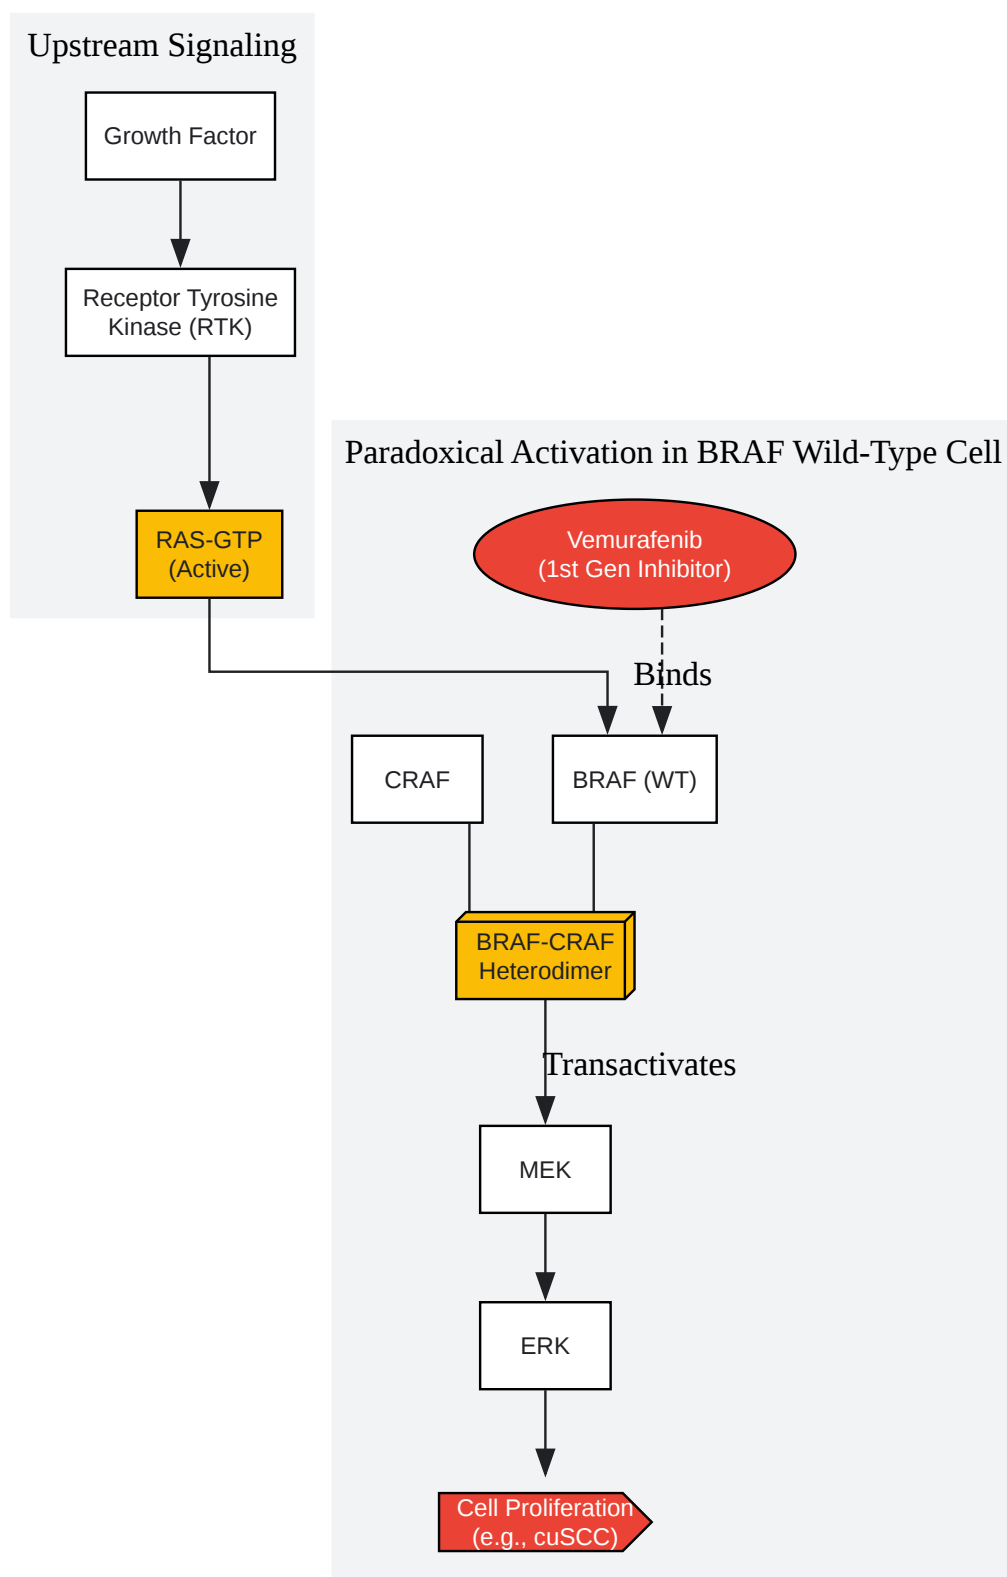 Upstream Signaling
Growth Factor
Receptor Tyrosine
Kinase (RTK)
RAS-GTP
(Active)
Paradoxical Activation in BRAF Wild-Type Cell
Vemurafenib
(1st Gen Inhibitor)
Binds
CRAF
BRAF (WT)
BRAF-CRAF
Heterodimer
Transactivates
MEK
ERK
Cell Proliferation
(e.g., cuSCC)